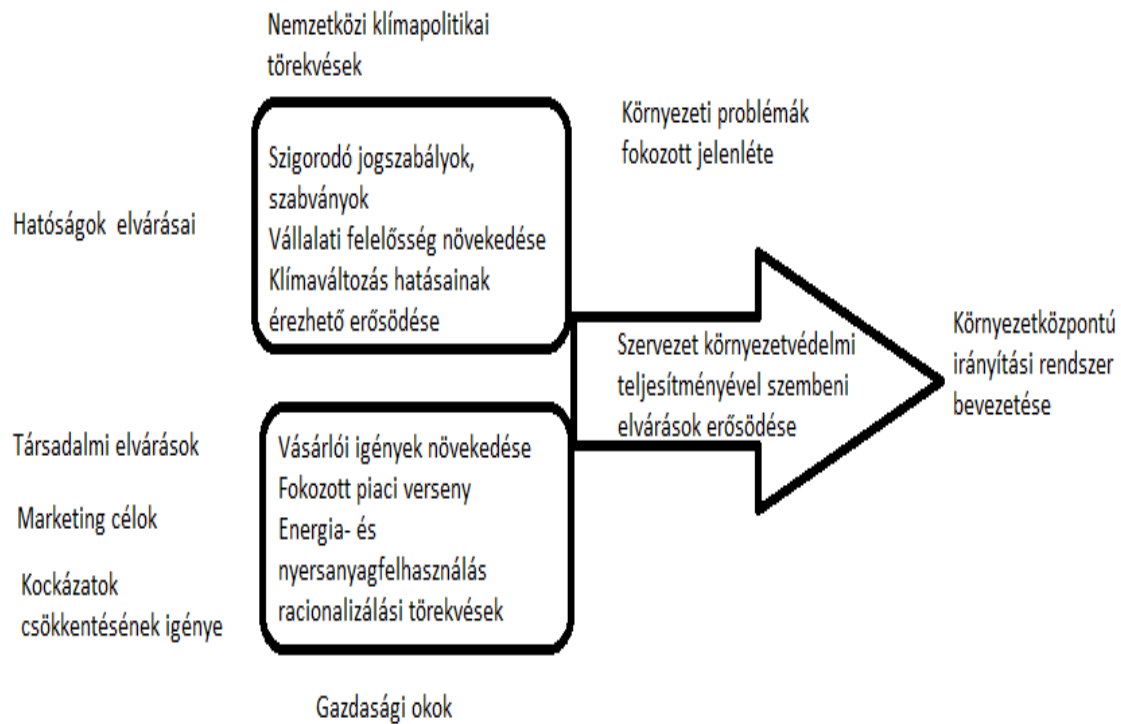 Nemzetközi klímapolitikai
törekvések
Környezeti problémák
fokozott jelenléte
Szigorodó jogszabályok,
szabványok
Vállalati felelősség növekedése
Klímaváltozás hatásainak
érezhető erősödése
Hatóságok elvárásai
Szervezet környezetvédelmi
teljesítményével szembeni
elvárások erősödése
Környezetközpontú
irányítási rendszer
bevezetése
Társadalmi elvárások
Marketing célok
Kockázatok
csökkentésének igénye
Vásárlói igények növekedése
Fokozott piaci verseny
Energia- és
nyersanyagfelhasználás
racionalizálási törekvések
Gazdasági okok